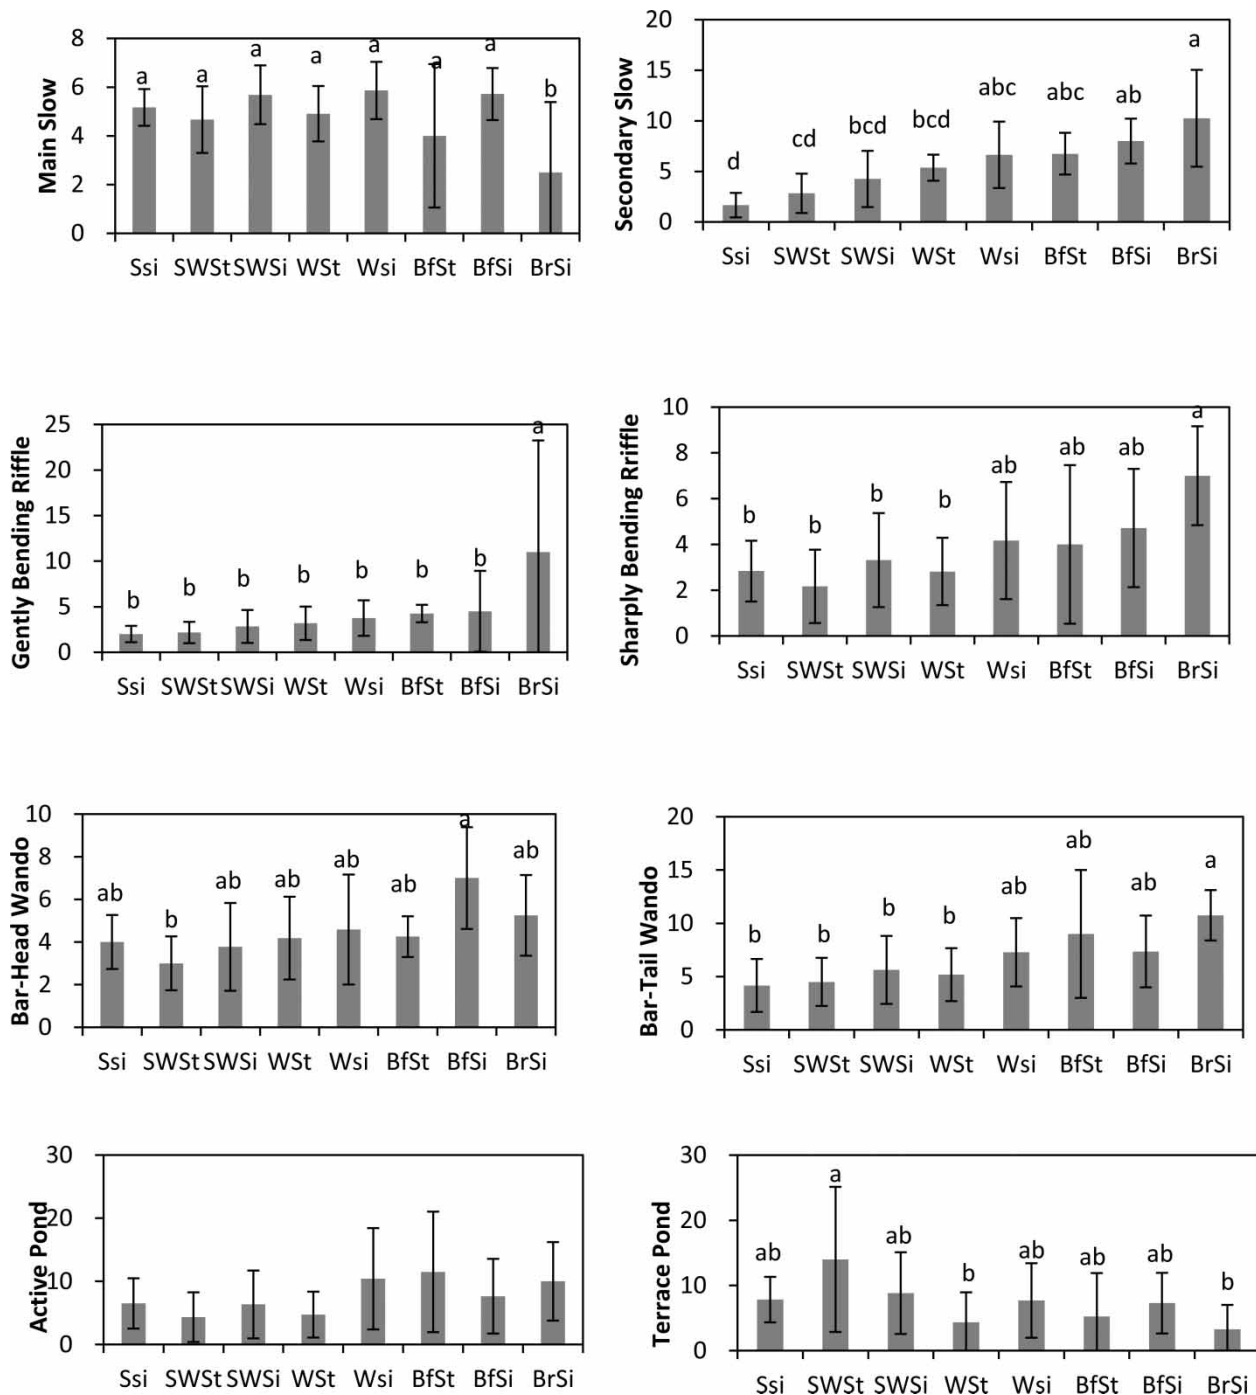 Main Slow
8
6
4
2
0
a a a a a a a b
Ssi SWSt SWSi WSt Wsi BfSt BfSi BrSi
Secondary Slow
20
15
10
5
0
d cd bcd bcd abc abc ab a
Ssi SWSt SWSi WSt Wsi BfSt BfSi BrSi
Gently Bending Riffle
25
20
15
10
5
0
b b b b b b b a
Ssi SWSt SWSi WSt Wsi BfSt BfSi BrSi
Sharply Bending Rriffle
10
8
6
4
2
0
b b b b ab ab ab a
Ssi SWSt SWSi WSt Wsi BfSt BfSi BrSi
Bar-Head Wando
10
8
6
4
2
0
ab b ab ab ab ab a ab
Ssi SWSt SWSi WSt Wsi BfSt BfSi BrSi
Bar-Tail Wando
20
15
10
5
0
b b b b ab ab ab a
Ssi SWSt SWSi WSt Wsi BfSt BfSi BrSi
Active Pond
30
20
10
0
Ssi SWSt SWSi WSt Wsi BfSt BfSi BrSi
Terrace Pond
30
20
10
0
ab a ab b ab ab ab b
Ssi SWSt SWSi WSt Wsi BfSt BfSi BrSi